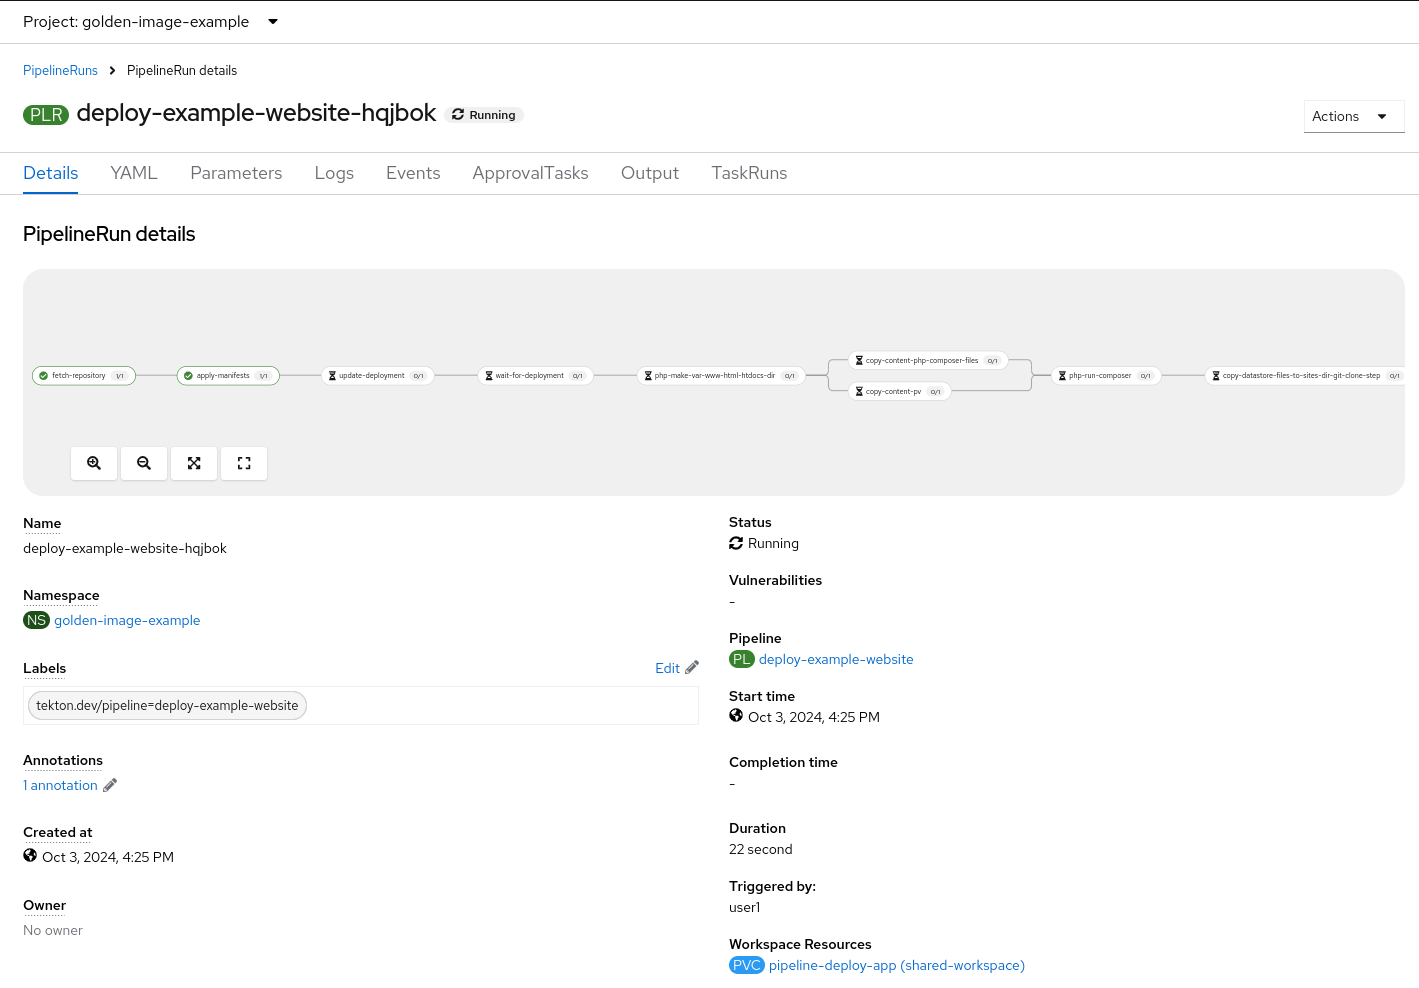 Project: golden-image-example
PipelineRuns > PipelineRun details
PLR deploy-example-website-hqjbok Running
Actions
Details YAML Parameters Logs Events ApprovalTasks Output TaskRuns
PipelineRun details
fetch-repository 1/1
apply-manifests 1/1
update-deployment 0/1
wait-for-deployment 0/1
php-make-var-www-html-htdocs-dir 0/1
copy-content-php-composer-files 0/1
copy-content-pv 0/1
php-run-composer 0/1
copy-datastore-files-to-sites-dir-git-clone-step 0/1
Name
deploy-example-website-hqjbok
Namespace
NS golden-image-example
Labels
Edit
tekton.dev/pipeline=deploy-example-website
Annotations
1 annotation
Created at
Oct 3, 2024, 4:25 PM
Owner
No owner
Status
Running
Vulnerabilities
-
Pipeline
PL deploy-example-website
Start time
Oct 3, 2024, 4:25 PM
Completion time
-
Duration
22 second
Triggered by:
user1
Workspace Resources
PVC pipeline-deploy-app (shared-workspace)